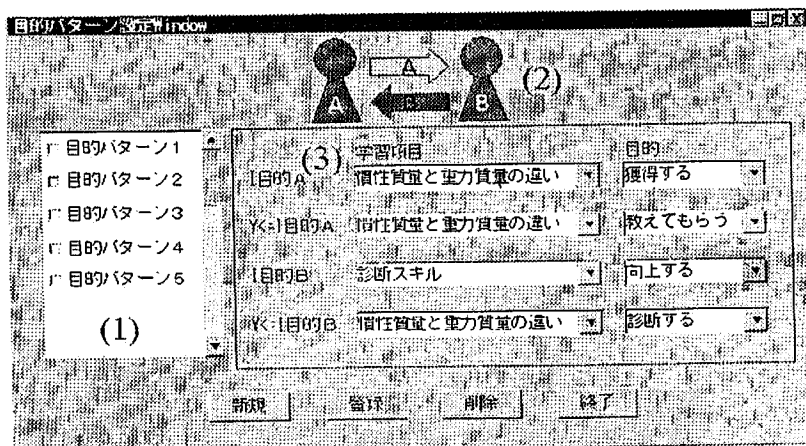 目的パターン設定Window
A
A B (2)
目的パターン1
目的パターン2
目的パターン3
目的パターン4
目的パターン5
(1)
(3) 学習項目 目的
I目的A 慣性質量と重力質量の違い 獲得する
Y<=I目的A 慣性質量と重力質量の違い 教えてもらう
I目的B 診断スキル 向上する
Y<=I目的B 慣性質量と重力質量の違い 診断する
新規 登録 削除 終了